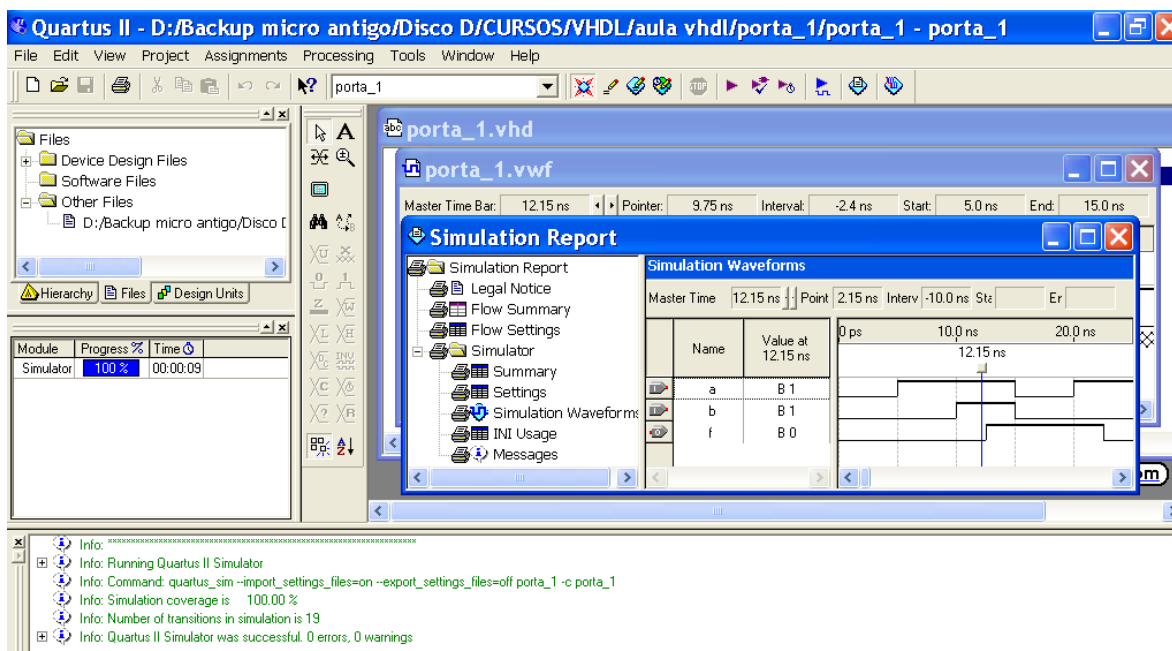 Quartus II - D:/Backup micro antigo/Disco D/CURSOS/VHDL/aula vhdl/porta_1/porta_1 - porta_1
File Edit View Project Assignments Processing Tools Window Help
porta_1
Files
Device Design Files
Software Files
Other Files
D:/Backup micro antigo/Disco D
Hierarchy Files Design Units
Module Progress % Time
Simulator 100 % 00:00:09
abc porta_1.vhd
porta_1.vwf
Master Time Bar: 12.15 ns Pointer: 9.75 ns Interval: -2.4 ns Start: 5.0 ns End: 15.0 ns
Simulation Report
Simulation Report
Legal Notice
Flow Summary
Flow Settings
Simulator
Summary
Settings
Simulation Waveforms
INI Usage
Messages
Simulation Waveforms
Master Time 12.15 ns Point 2.15 ns Interv -10.0 ns Sta Er
Name Value at 12.15 ns
0 ps 10.0 ns 20.0 ns
12.15 ns
a B 1
b B 1
f B 0
m)
Info: *******************************************************************
Info: Running Quartus II Simulator
Info: Command: quartus_sim --import_settings_files=on --export_settings_files=off porta_1 -c porta_1
Info: Simulation coverage is 100.00 %
Info: Number of transitions in simulation is 19
Info: Quartus II Simulator was successful. 0 errors, 0 warnings